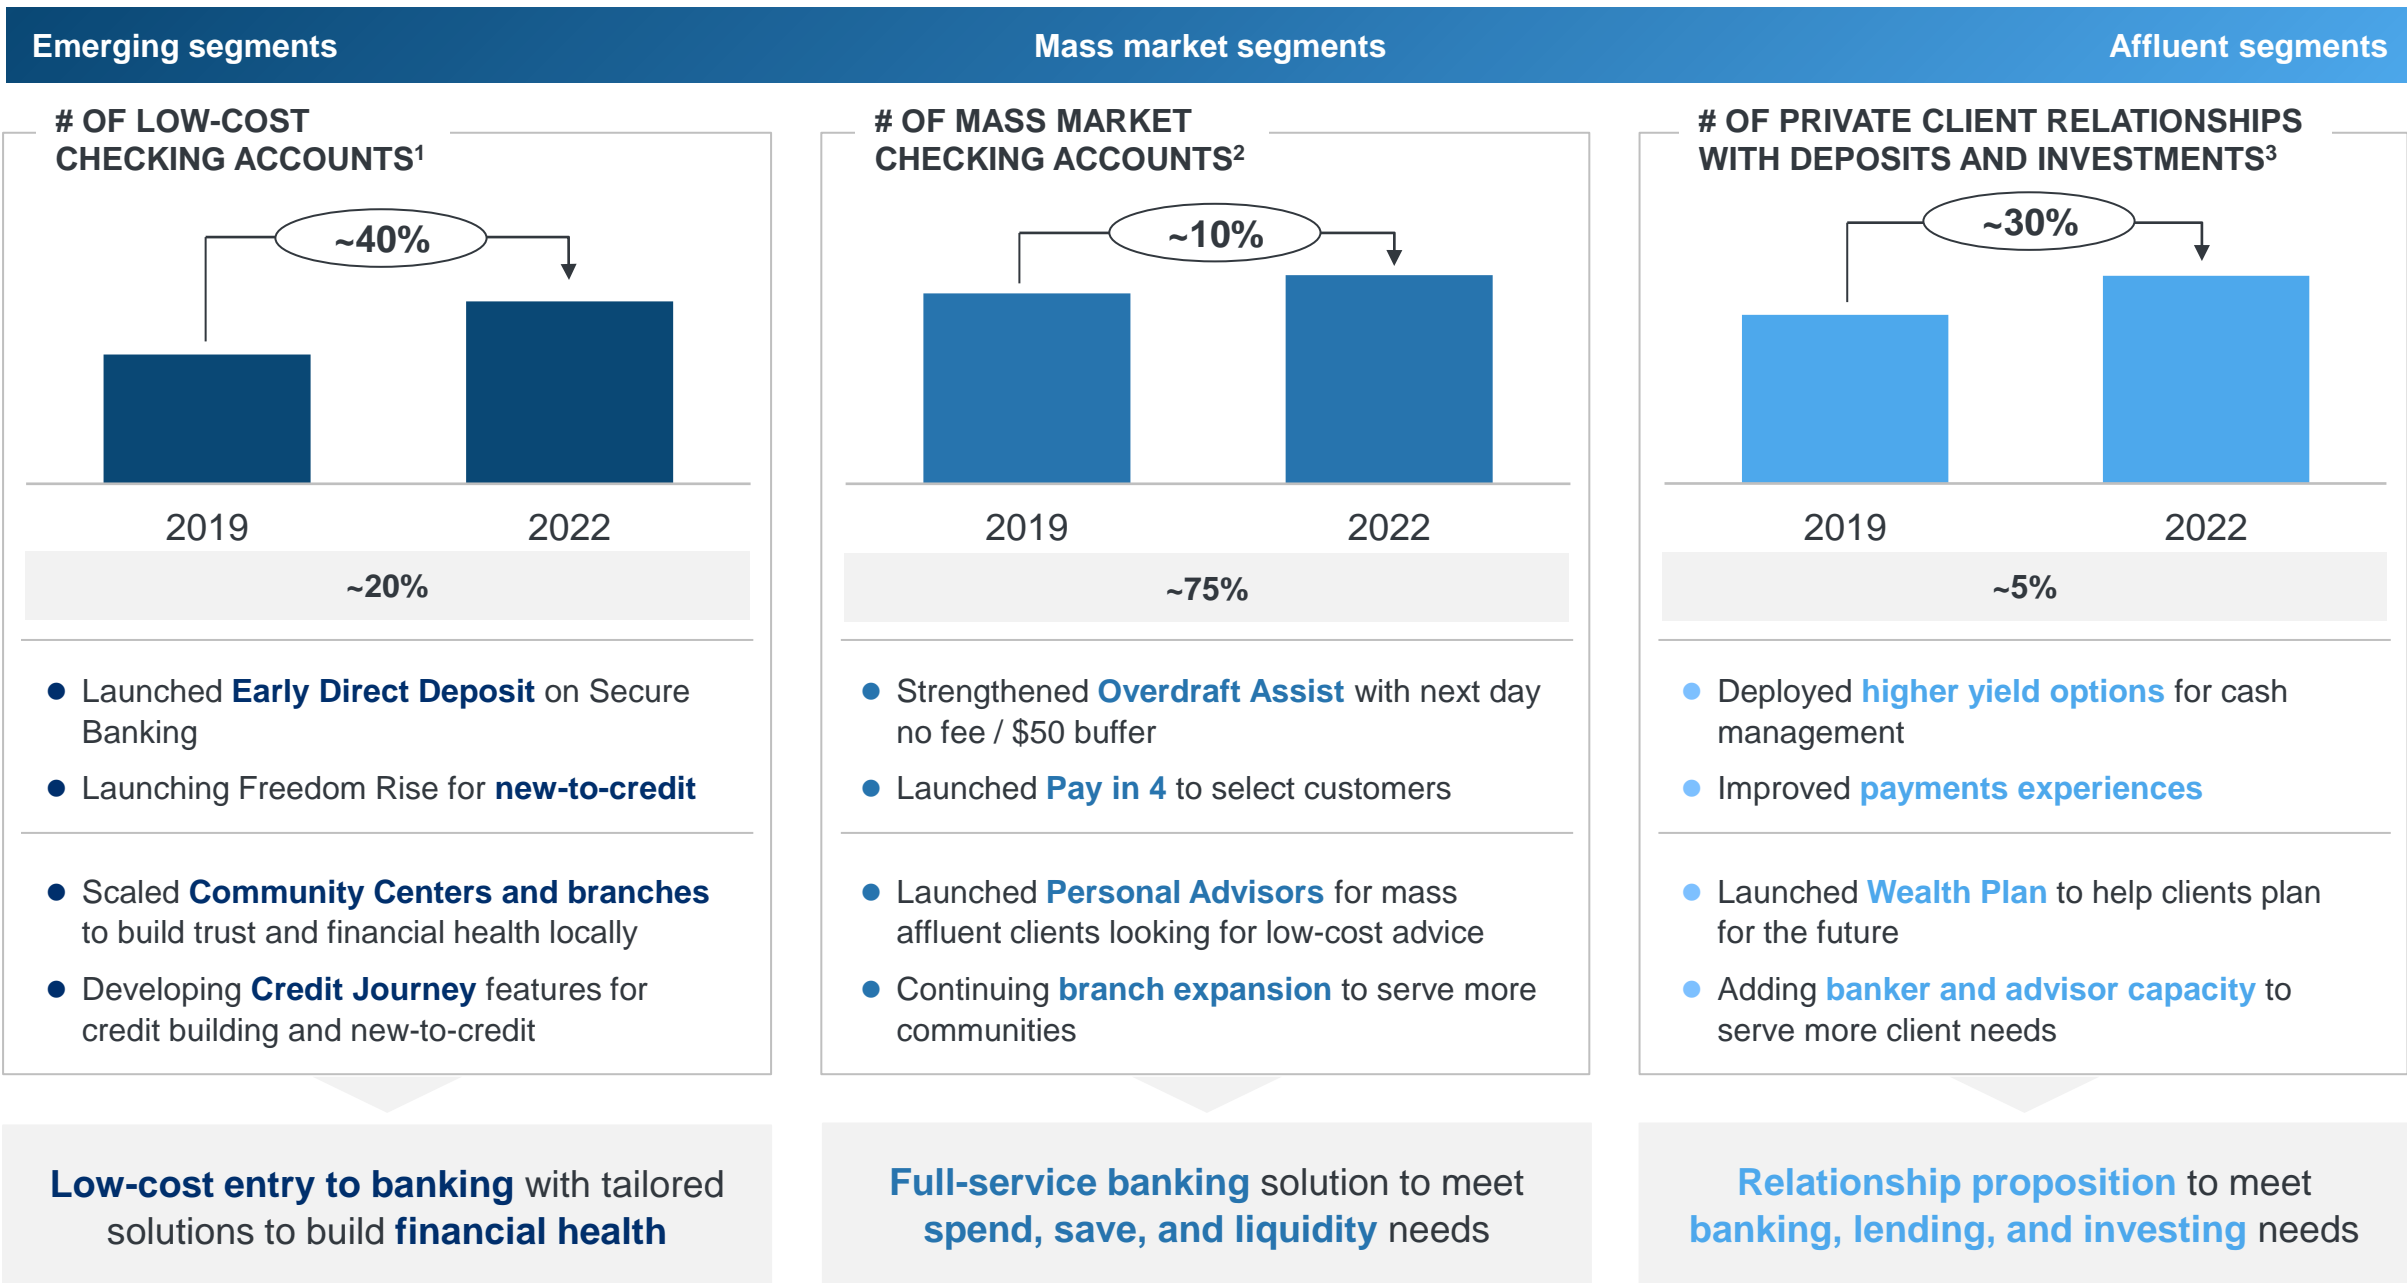 Emerging segments
Mass market segments
Affluent segments
# OF LOW-COST
CHECKING ACCOUNTS¹
~40%
2019
2022
~20%
Launched Early Direct Deposit on Secure
Banking
Launching Freedom Rise for new-to-credit
Scaled Community Centers and branches
to build trust and financial health locally
Developing Credit Journey features for
credit building and new-to-credit
Low-cost entry to banking with tailored
solutions to build financial health
# OF MASS MARKET
CHECKING ACCOUNTS²
~10%
2019
2022
~75%
Strengthened Overdraft Assist with next day
no fee / $50 buffer
Launched Pay in 4 to select customers
Launched Personal Advisors for mass
affluent clients looking for low-cost advice
Continuing branch expansion to serve more
communities
Full-service banking solution to meet
spend, save, and liquidity needs
# OF PRIVATE CLIENT RELATIONSHIPS
WITH DEPOSITS AND INVESTMENTS³
~30%
2019
2022
~5%
Deployed higher yield options for cash
management
Improved payments experiences
Launched Wealth Plan to help clients plan
for the future
Adding banker and advisor capacity to
serve more client needs
Relationship proposition to meet
banking, lending, and investing needs